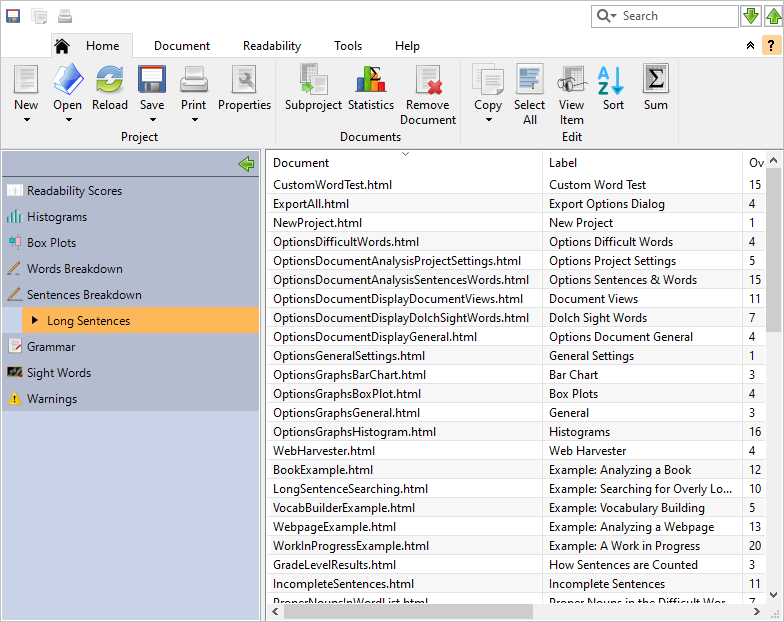 Search
Home Document Readability Tools Help
?
New Open Reload Save Print Properties Subproject Statistics Remove Document Copy Select All View Item Sort Sum
Project Documents Edit
Document Label Ov
Readability Scores
Histograms
Box Plots
Words Breakdown
Sentences Breakdown
Long Sentences
Grammar
Sight Words
Warnings
CustomWordTest.html Custom Word Test 15
ExportAll.html Export Options Dialog 4
NewProject.html New Project 1
OptionsDifficultWords.html Options Difficult Words 4
OptionsDocumentAnalysisProjectSettings.html Options Project Settings 5
OptionsDocumentAnalysisSentencesWords.html Options Sentences & Words 15
OptionsDocumentDisplayDocumentViews.html Document Views 11
OptionsDocumentDisplayDolchSightWords.html Dolch Sight Words 7
OptionsDocumentDisplayGeneral.html Options Document General 4
OptionsGeneralSettings.html General Settings 1
OptionsGraphsBarChart.html Bar Chart 3
OptionsGraphsBoxPlot.html Box Plots 4
OptionsGraphsGeneral.html General 3
OptionsGraphsHistogram.html Histograms 16
WebHarvester.html Web Harvester 4
BookExample.html Example: Analyzing a Book 12
LongSentenceSearching.html Example: Searching for Overly Lo... 10
VocabBuilderExample.html Example: Vocabulary Building 5
WebpageExample.html Example: Analyzing a Webpage 13
WorkInProgressExample.html Example: A Work in Progress 20
GradeLevelResults.html How Sentences are Counted 3
IncompleteSentences.html Incomplete Sentences 11
ProperNounsInWordList.html Proper Nouns in the Difficult Wor... 7